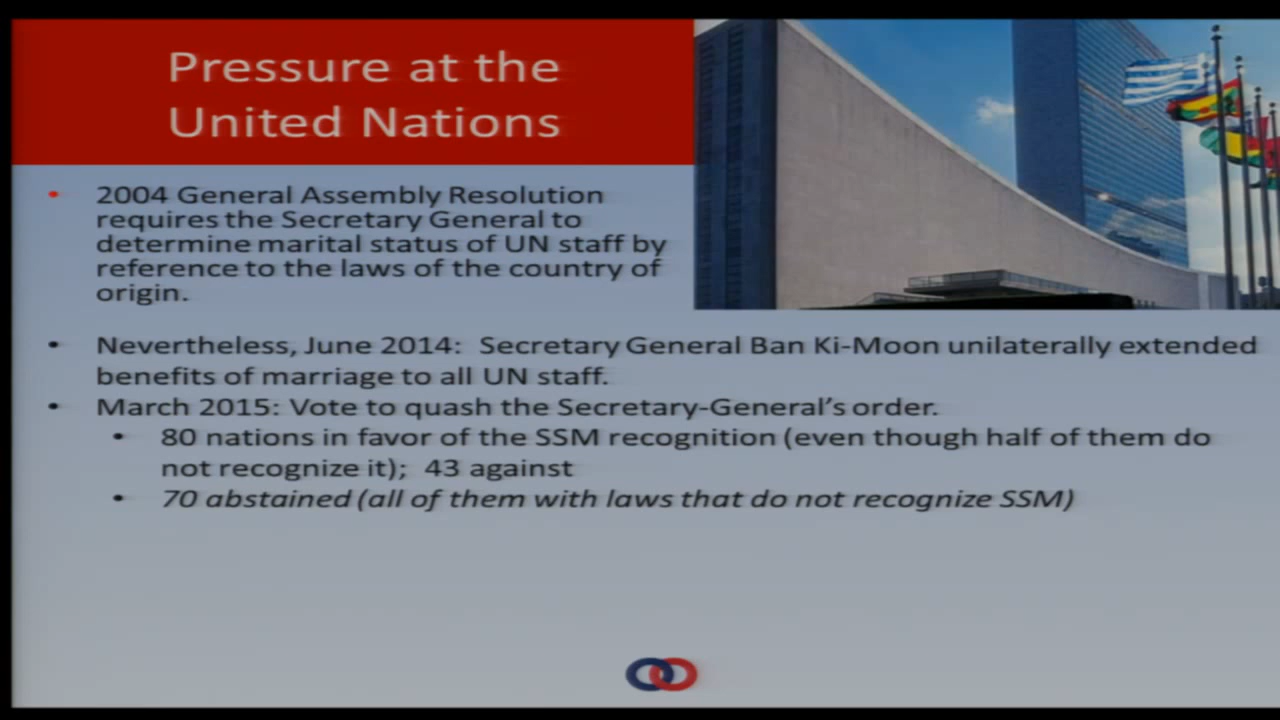 Pressure at the
United Nations
• 2004 General Assembly Resolution
requires the Secretary General to
determine marital status of UN staff by
reference to the laws of the country of
origin.
• Nevertheless, June 2014: Secretary General Ban Ki-Moon unilaterally extended
benefits of marriage to all UN staff.
• March 2015: Vote to quash the Secretary-General's order.
• 80 nations in favor of the SSM recognition (even though half of them do
not recognize it); 43 against
• 70 abstained (all of them with laws that do not recognize SSM)